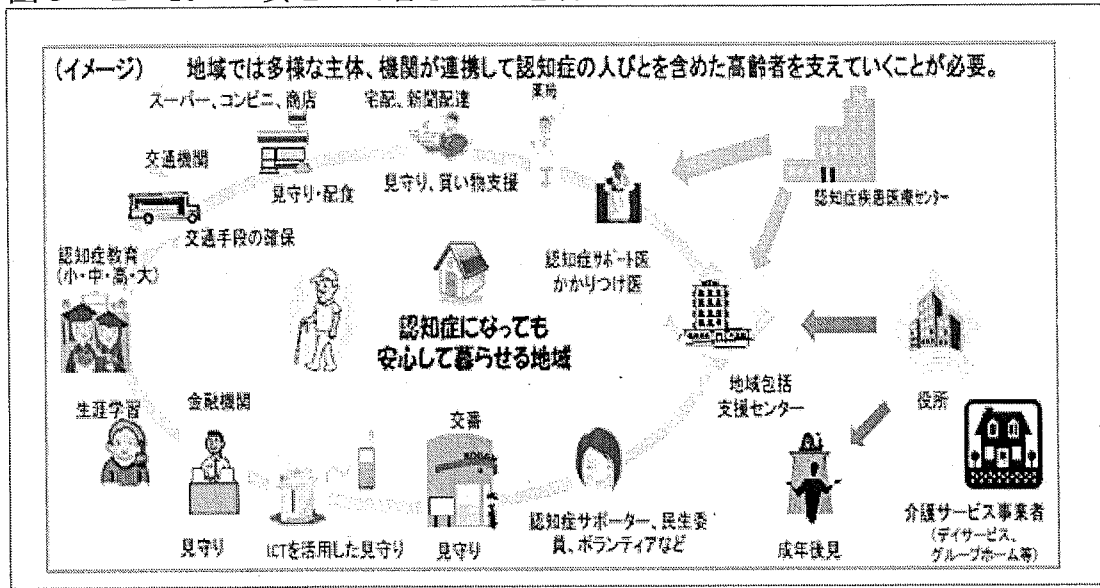 (イメージ) 地域では多様な主体、機関が連携して認知症の人びとを含めた高齢者を支えていくことが必要。
スーパー、コンビニ、商店
宅配、新聞配達
薬局
交通機関
見守り・配食
見守り、買い物支援
認知症疾患医療センター
交通手段の確保
認知症教育
(小・中・高・大)
認知症サポート医
かかりつけ医
認知症になっても
安心して暮らせる地域
地域包括
支援センター
役所
生涯学習
金融機関
交番
見守り
ICTを活用した見守り
見守り
認知症サポーター、民生委
員、ボランティアなど
成年後見
介護サービス事業者
(デイサービス、
グループホーム等)